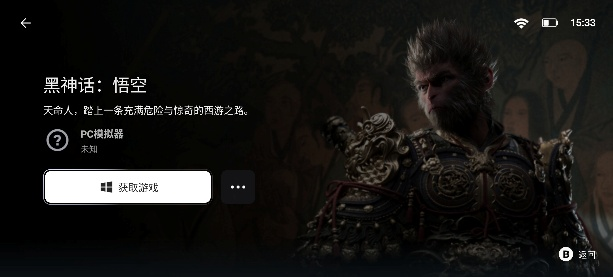 15:33
黑神话：悟空
天命人，踏上一条充满危险与惊奇的西游之路。
PC模拟器
未知
获取游戏
B 返回